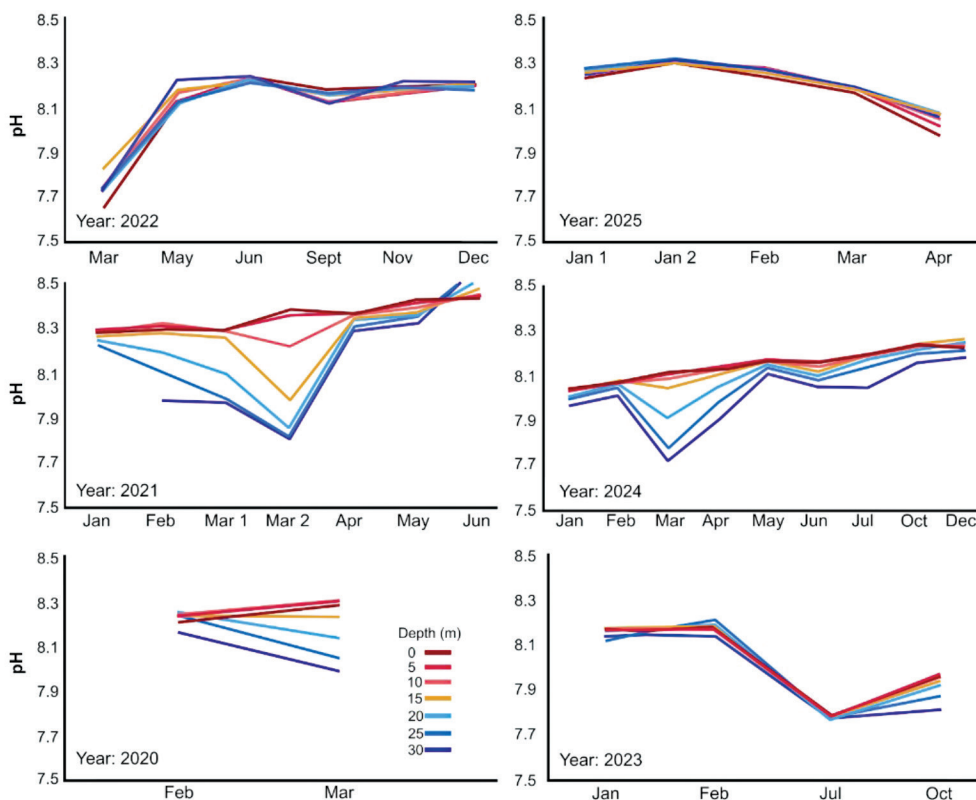 8.5
8.3
8.1
7.9
7.7
7.5
pH
Year: 2022
Mar May Jun Sept Nov Dec
8.5
8.3
8.1
7.9
7.7
7.5
Year: 2025
Jan 1 Jan 2 Feb Mar Apr
8.5
8.3
8.1
7.9
7.7
7.5
pH
Year: 2021
Jan Feb Mar 1 Mar 2 Apr May Jun
8.5
8.3
8.1
7.9
7.7
7.5
Year: 2024
Jan Feb Mar Apr May Jun Jul Oct Dec
8.5
8.3
8.1
7.9
7.7
7.5
pH
Depth (m)
0
5
10
15
20
25
30
Year: 2020
Feb Mar
8.5
8.3
8.1
7.9
7.7
7.5
Year: 2023
Jan Feb Jul Oct